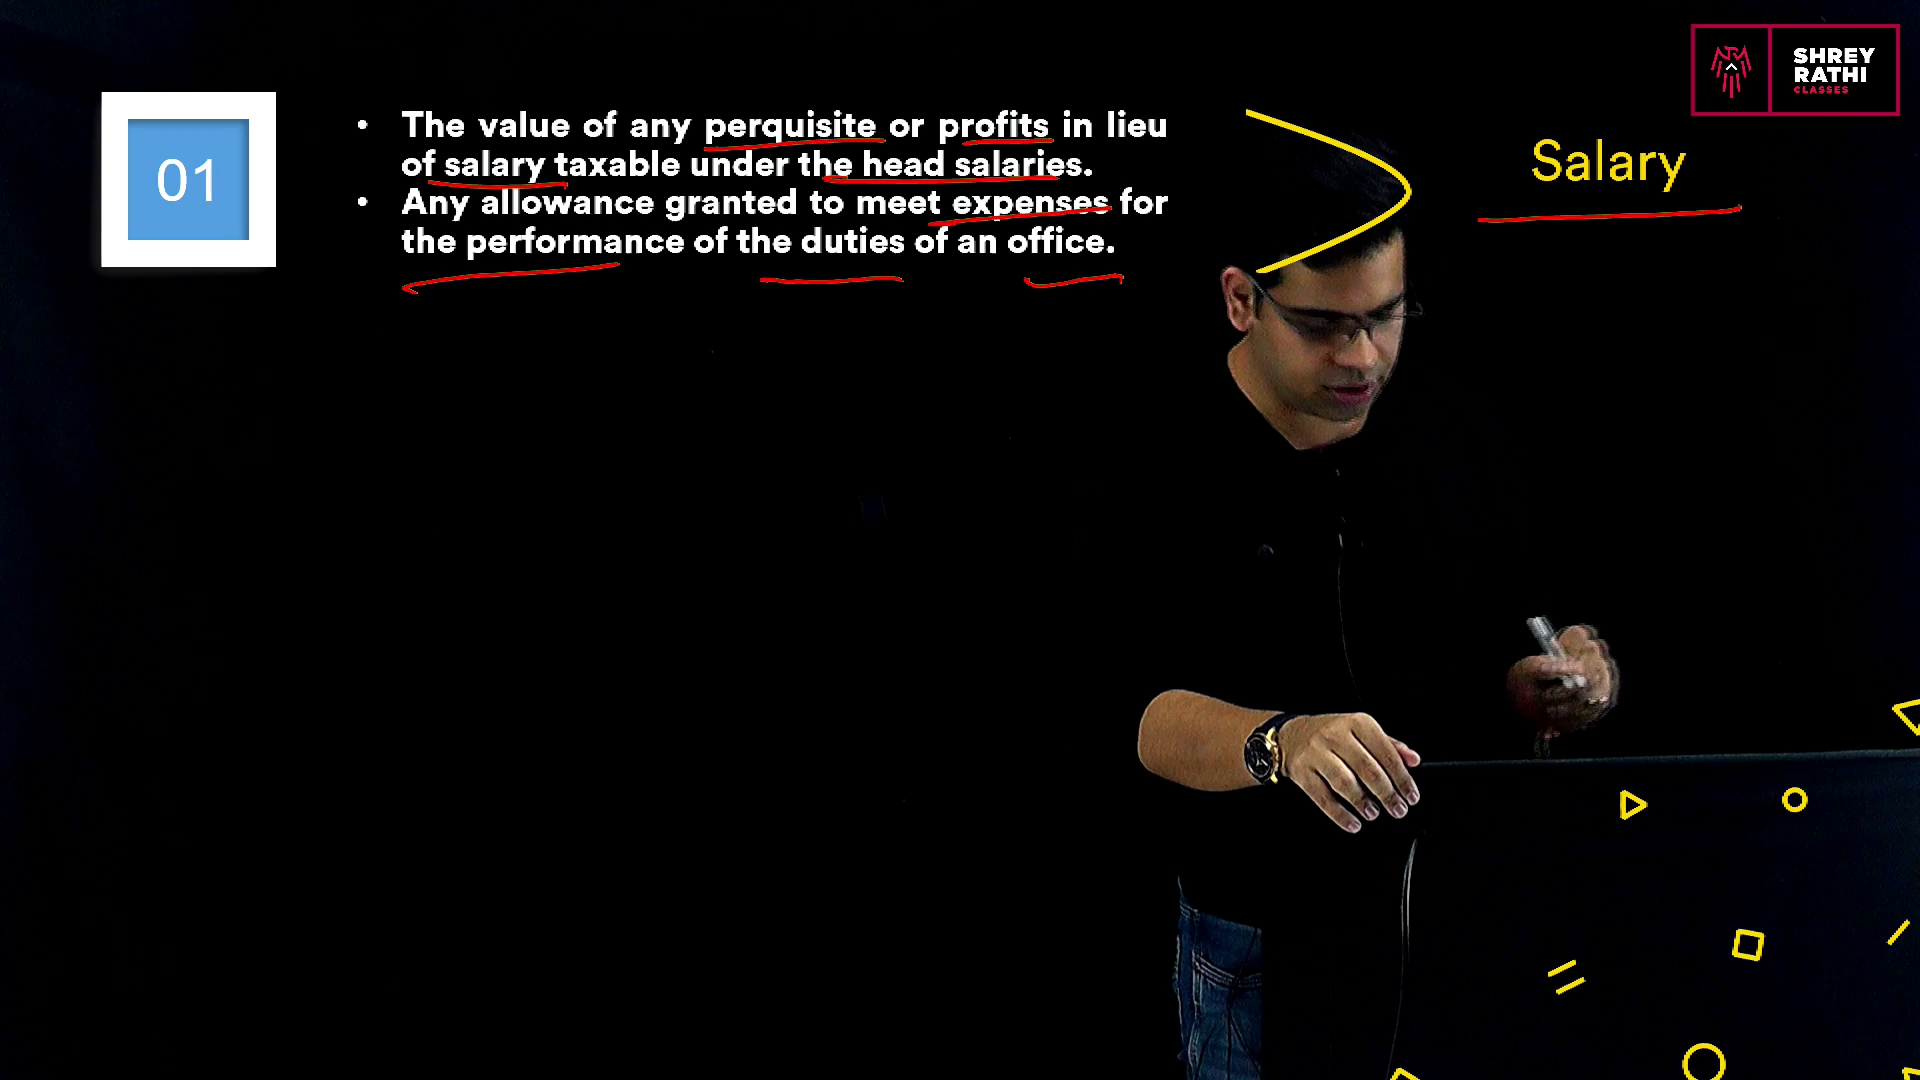 SHREY
RATHI
CLASSES
01
• The value of any perquisite or profits in lieu
of salary taxable under the head salaries.
• Any allowance granted to meet expenses for
the performance of the duties of an office.
Salary